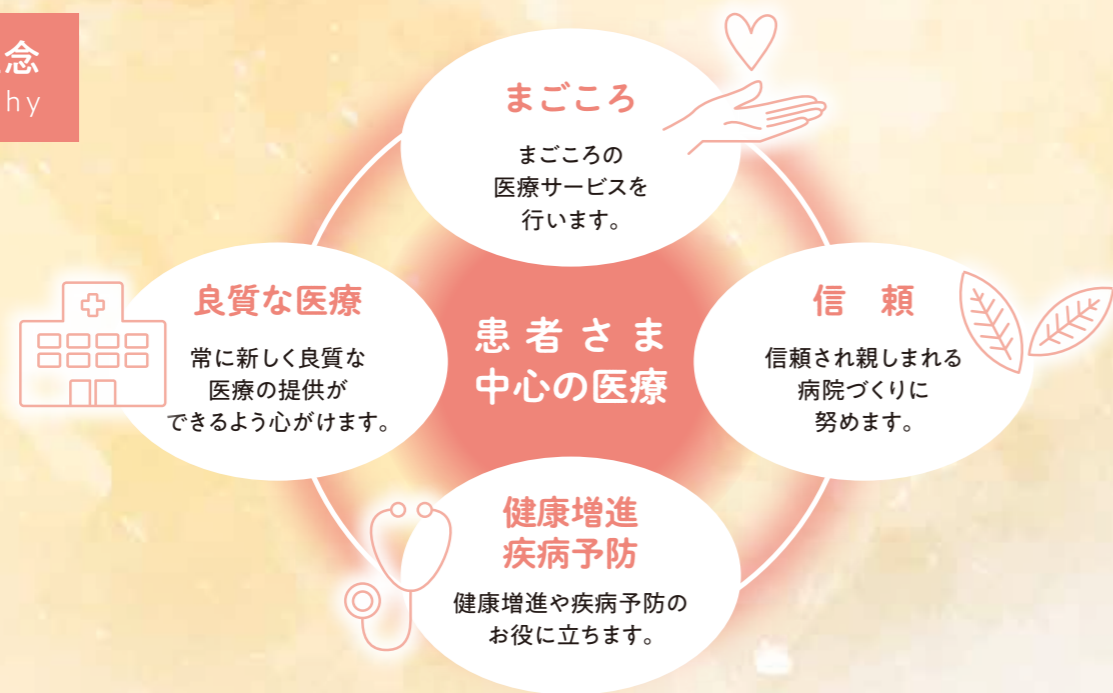 念
hy
まごころ
まごころの
医療サービスを
行います。
良質な医療
常に新しく良質な
医療の提供が
できるよう心がけます。
患者さま
中心の医療
信 頼
信頼され親しまれる
病院づくりに
努めます。
健康増進
疾病予防
健康増進や疾病予防の
お役に立ちます。